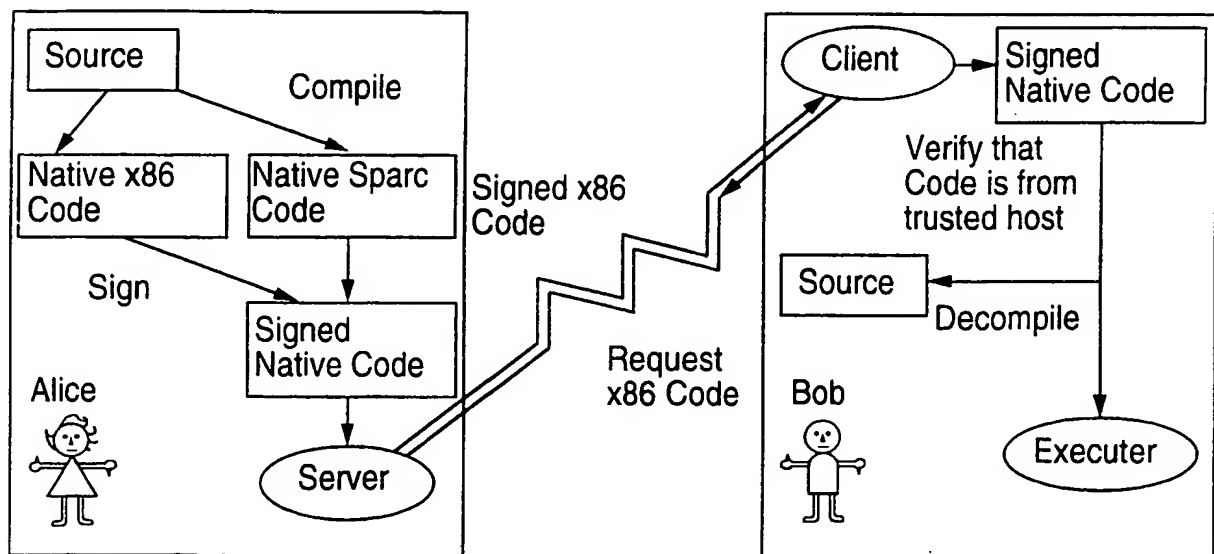 Source
Compile
Native x86
Code
Native Sparc
Code
Sign
Signed
Native Code
Alice
Server
Signed x86
Code
Request
x86 Code
Client
Signed
Native Code
Verify that
Code is from
trusted host
Source
Decompile
Bob
Executer